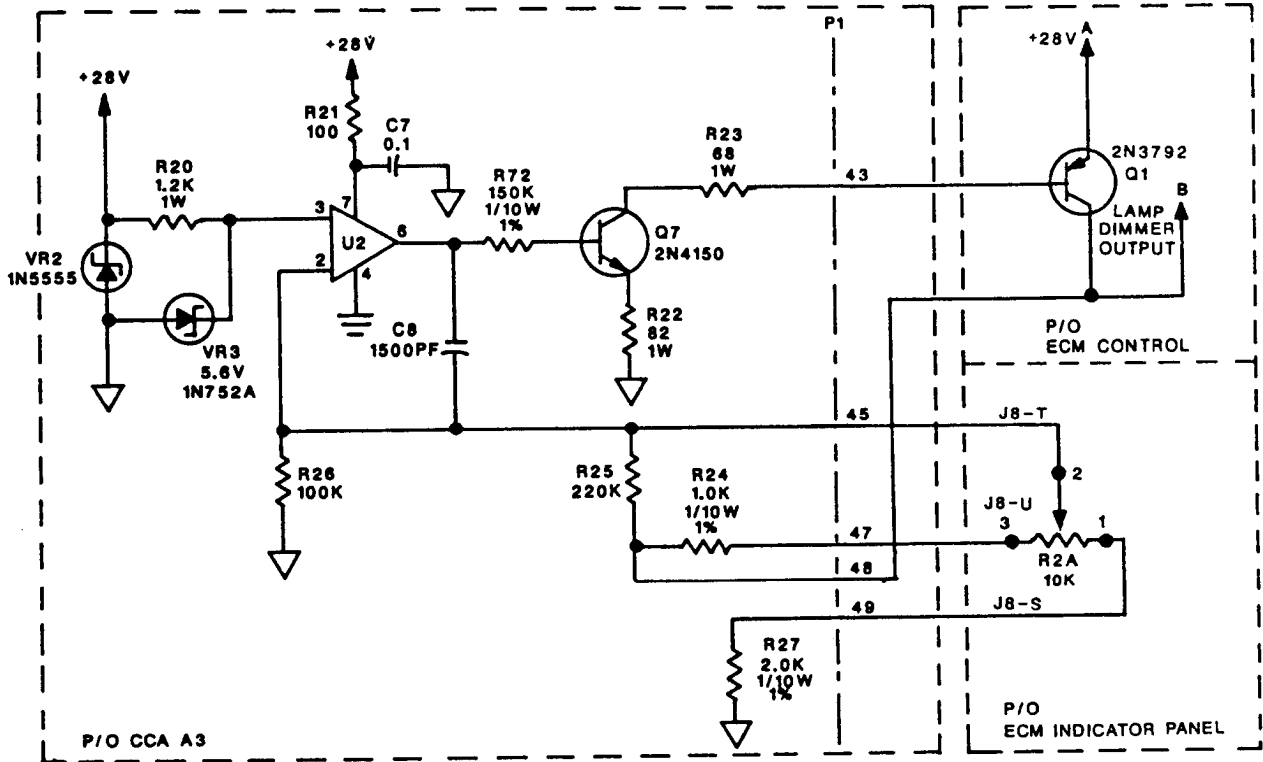 P1
+28V
+28V
R21
100
C7
0.1
R20
1.2K
1W
3
7
U2
6
2
4
VR2
1N5555
VR3
5.6V
1N752A
R72
150K
1/10W
1%
C8
1500PF
Q7
2N4150
R22
82
1W
R23
68
1W
43
+28V
A
2N3792
Q1
B
LAMP
DIMMER
OUTPUT
P/O
ECM CONTROL
R26
100K
R25
220K
R24
1.0K
1/10W
1%
45
J8-T
2
J8-U
3
1
R2A
10K
47
48
49
J8-S
R27
2.0K
1/10W
1%
P/O CCA A3
P/O
ECM INDICATOR PANEL